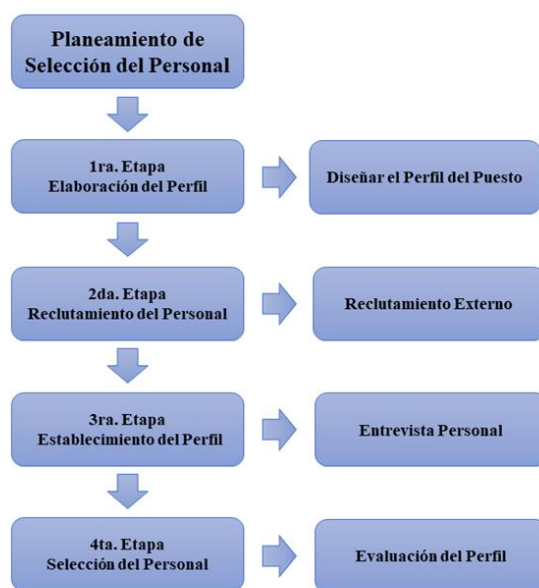 Planeamiento de
Selección del Personal
1ra. Etapa
Elaboración del Perfil
Diseñar el Perfil del Puesto
2da. Etapa
Reclutamiento del Personal
Reclutamiento Externo
3ra. Etapa
Establecimiento del Perfil
Entrevista Personal
4ta. Etapa
Selección del Personal
Evaluación del Perfil